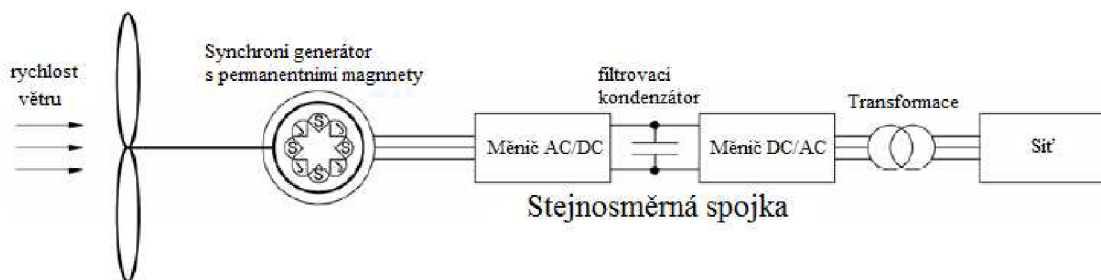 rychlost
větru
Synchroní generátor
s permanentními magnnety
S
S
S
S
J
J
J
J
Měnič AC/DC
filtrovací
kondenzátor
Měnič DC/AC
Stejnosměrná spojka
Transformace
Síť